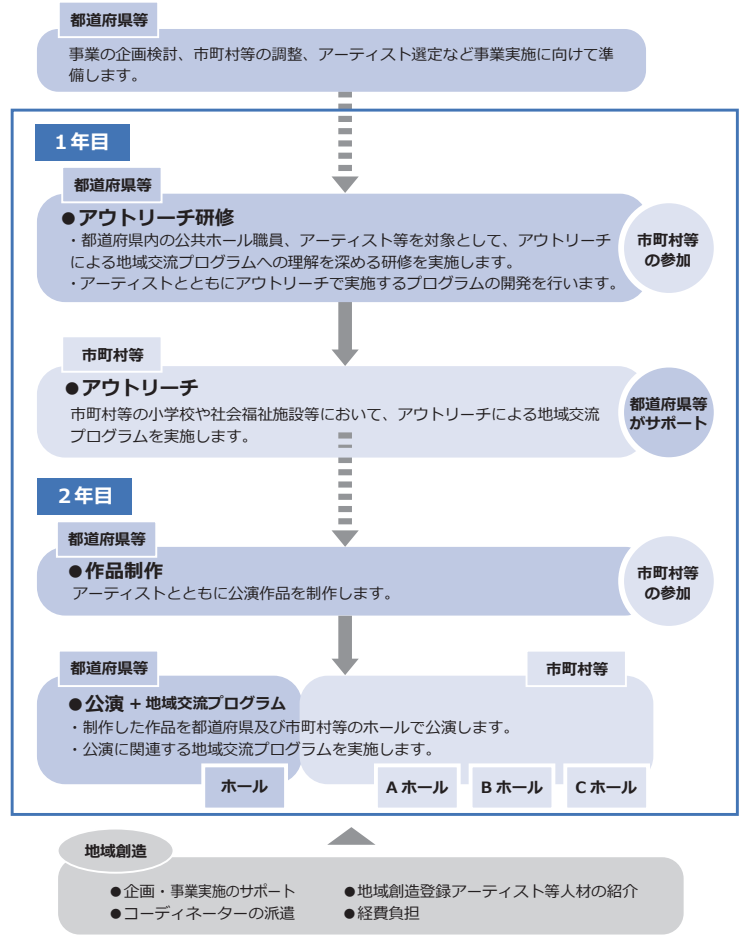 都道府県等
事業の企画検討、市町村等の調整、アーティスト選定など事業実施に向けて準
備します。
1年目
都道府県等
●アウトリーチ研修
・都道府県内の公共ホール職員、アーティスト等を対象として、アウトリーチ
による地域交流プログラムへの理解を深める研修を実施します。
・アーティストとともにアウトリーチで実施するプログラムの開発を行います。
市町村等
の参加
市町村等
●アウトリーチ
市町村等の小学校や社会福祉施設等において、アウトリーチによる地域交流
プログラムを実施します。
都道府県等
がサポート
2年目
都道府県等
●作品制作
アーティストとともに公演作品を制作します。
市町村等
の参加
都道府県等
市町村等
●公演 + 地域交流プログラム
・制作した作品を都道府県及び市町村等のホールで公演します。
・公演に関連する地域交流プログラムを実施します。
ホール
A ホール
B ホール
C ホール
地域創造
●企画・事業実施のサポート
●コーディネーターの派遣
●地域創造登録アーティスト等人材の紹介
●経費負担